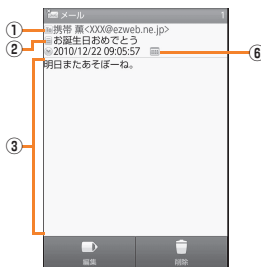 メール 1
① 携帯 薫<XXX@ezweb.ne.jp>
② お誕生日おめでとう
2010/12/22 09:05:57 ⑥
明日またあそぼーね。
③
編集 削除